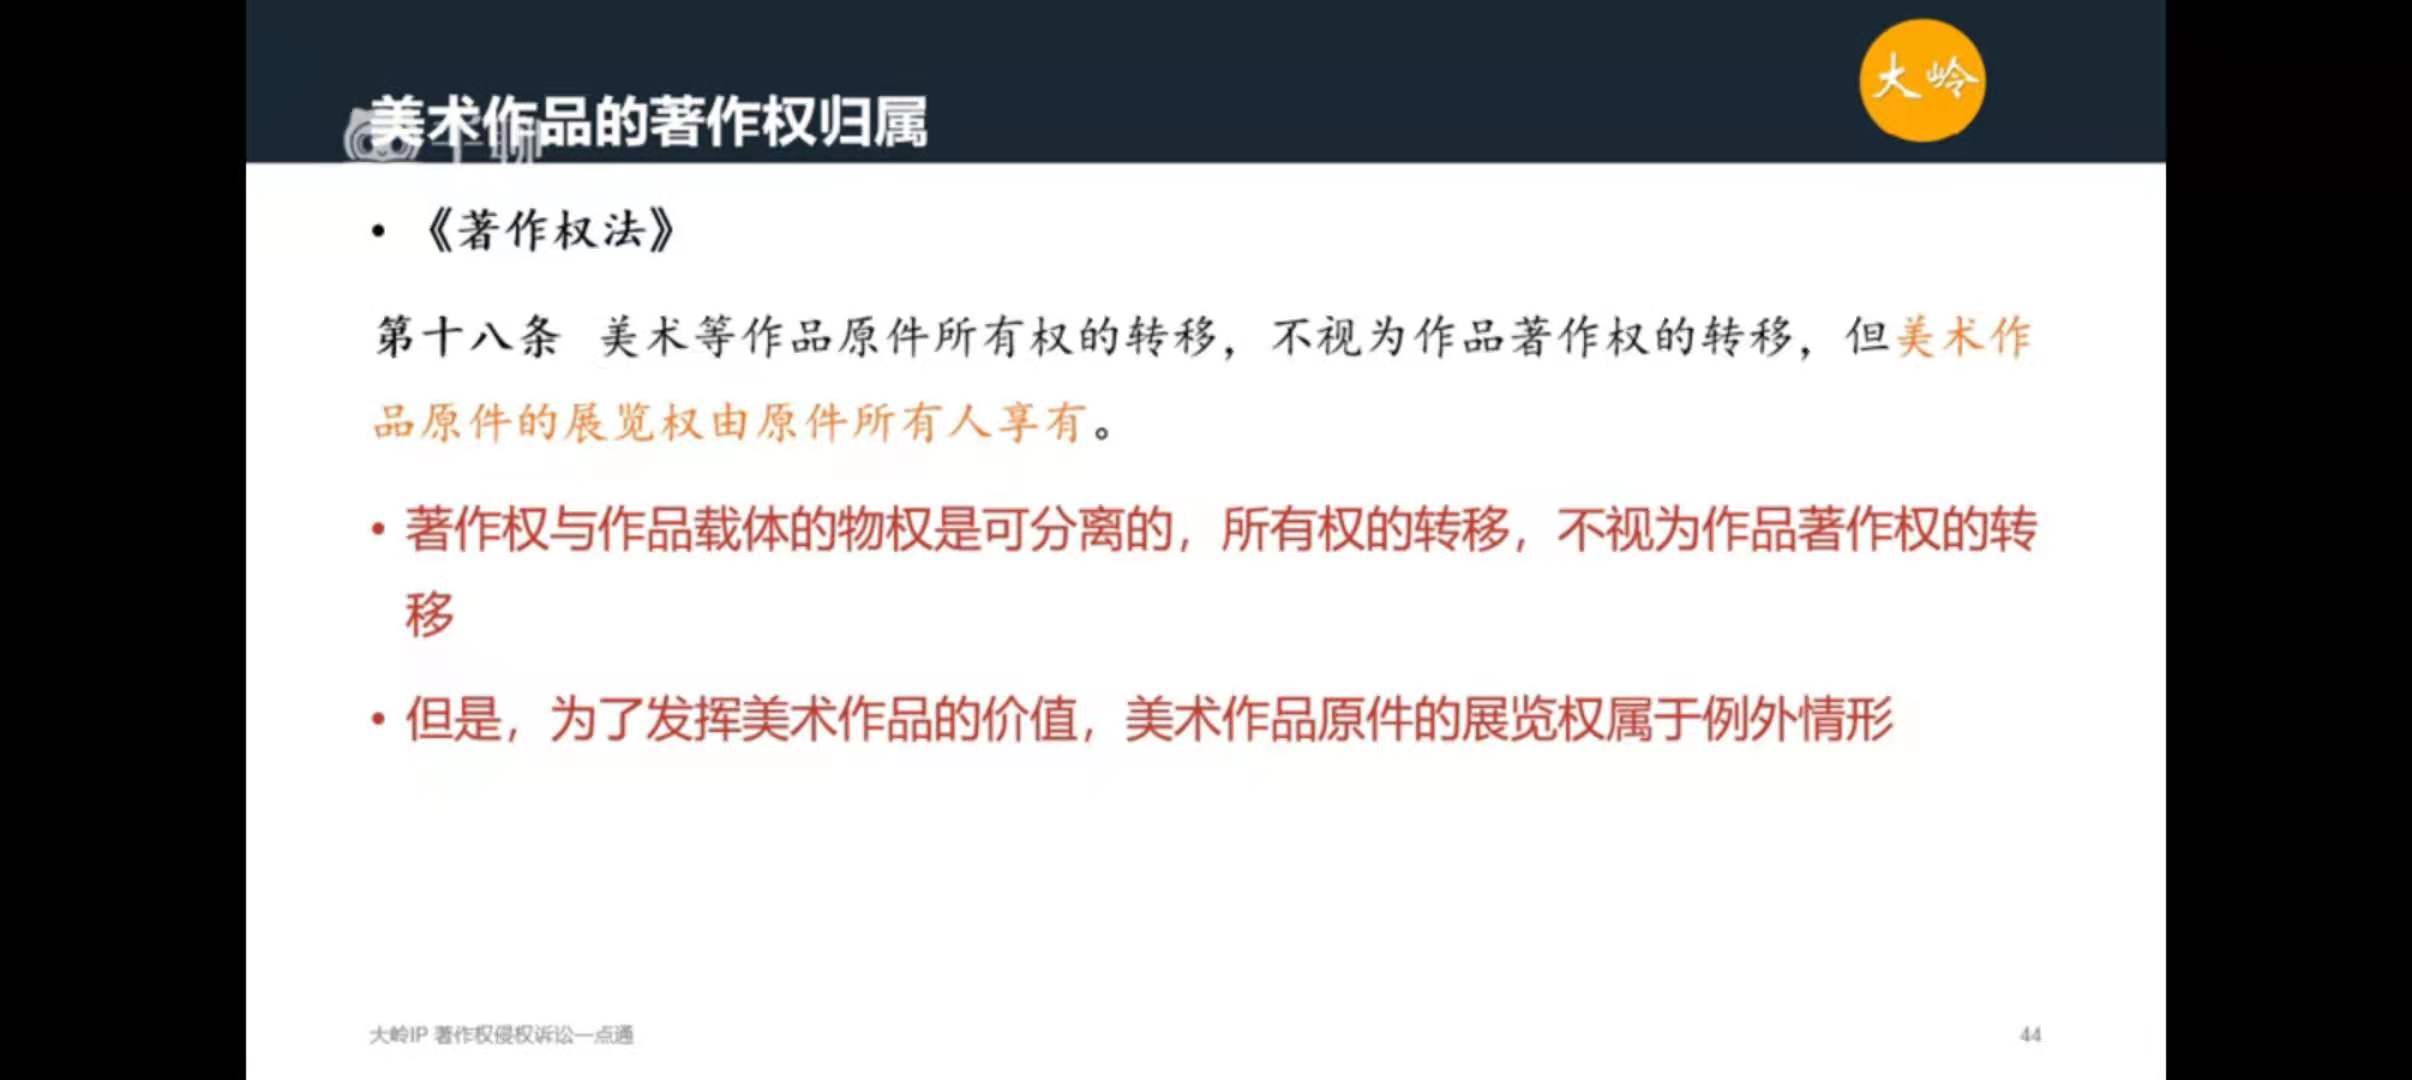 大岭
美术作品的著作权归属
千聊
• 《著作权法》
第十八条 美术等作品原件所有权的转移，不视为作品著作权的转移，但美术作
品原件的展览权由原件所有人享有。
• 著作权与作品载体的物权是可分离的，所有权的转移，不视为作品著作权的转
移
• 但是，为了发挥美术作品的价值，美术作品原件的展览权属于例外情形
大岭IP 著作权侵权诉讼一点通
44